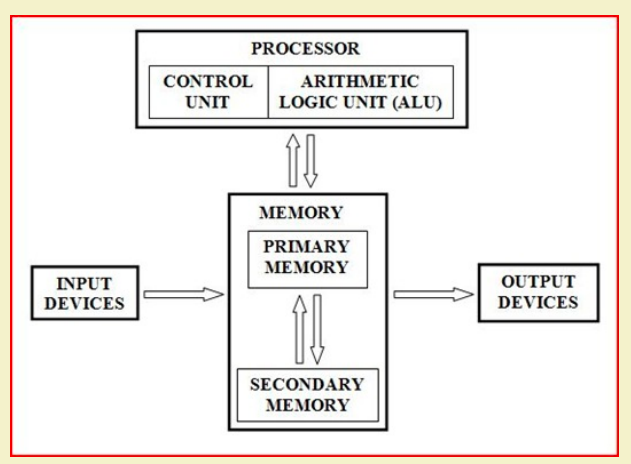 PROCESSOR
CONTROL
UNIT
ARITHMETIC
LOGIC UNIT (ALU)
MEMORY
PRIMARY
MEMORY
INPUT
DEVICES
OUTPUT
DEVICES
SECONDARY
MEMORY